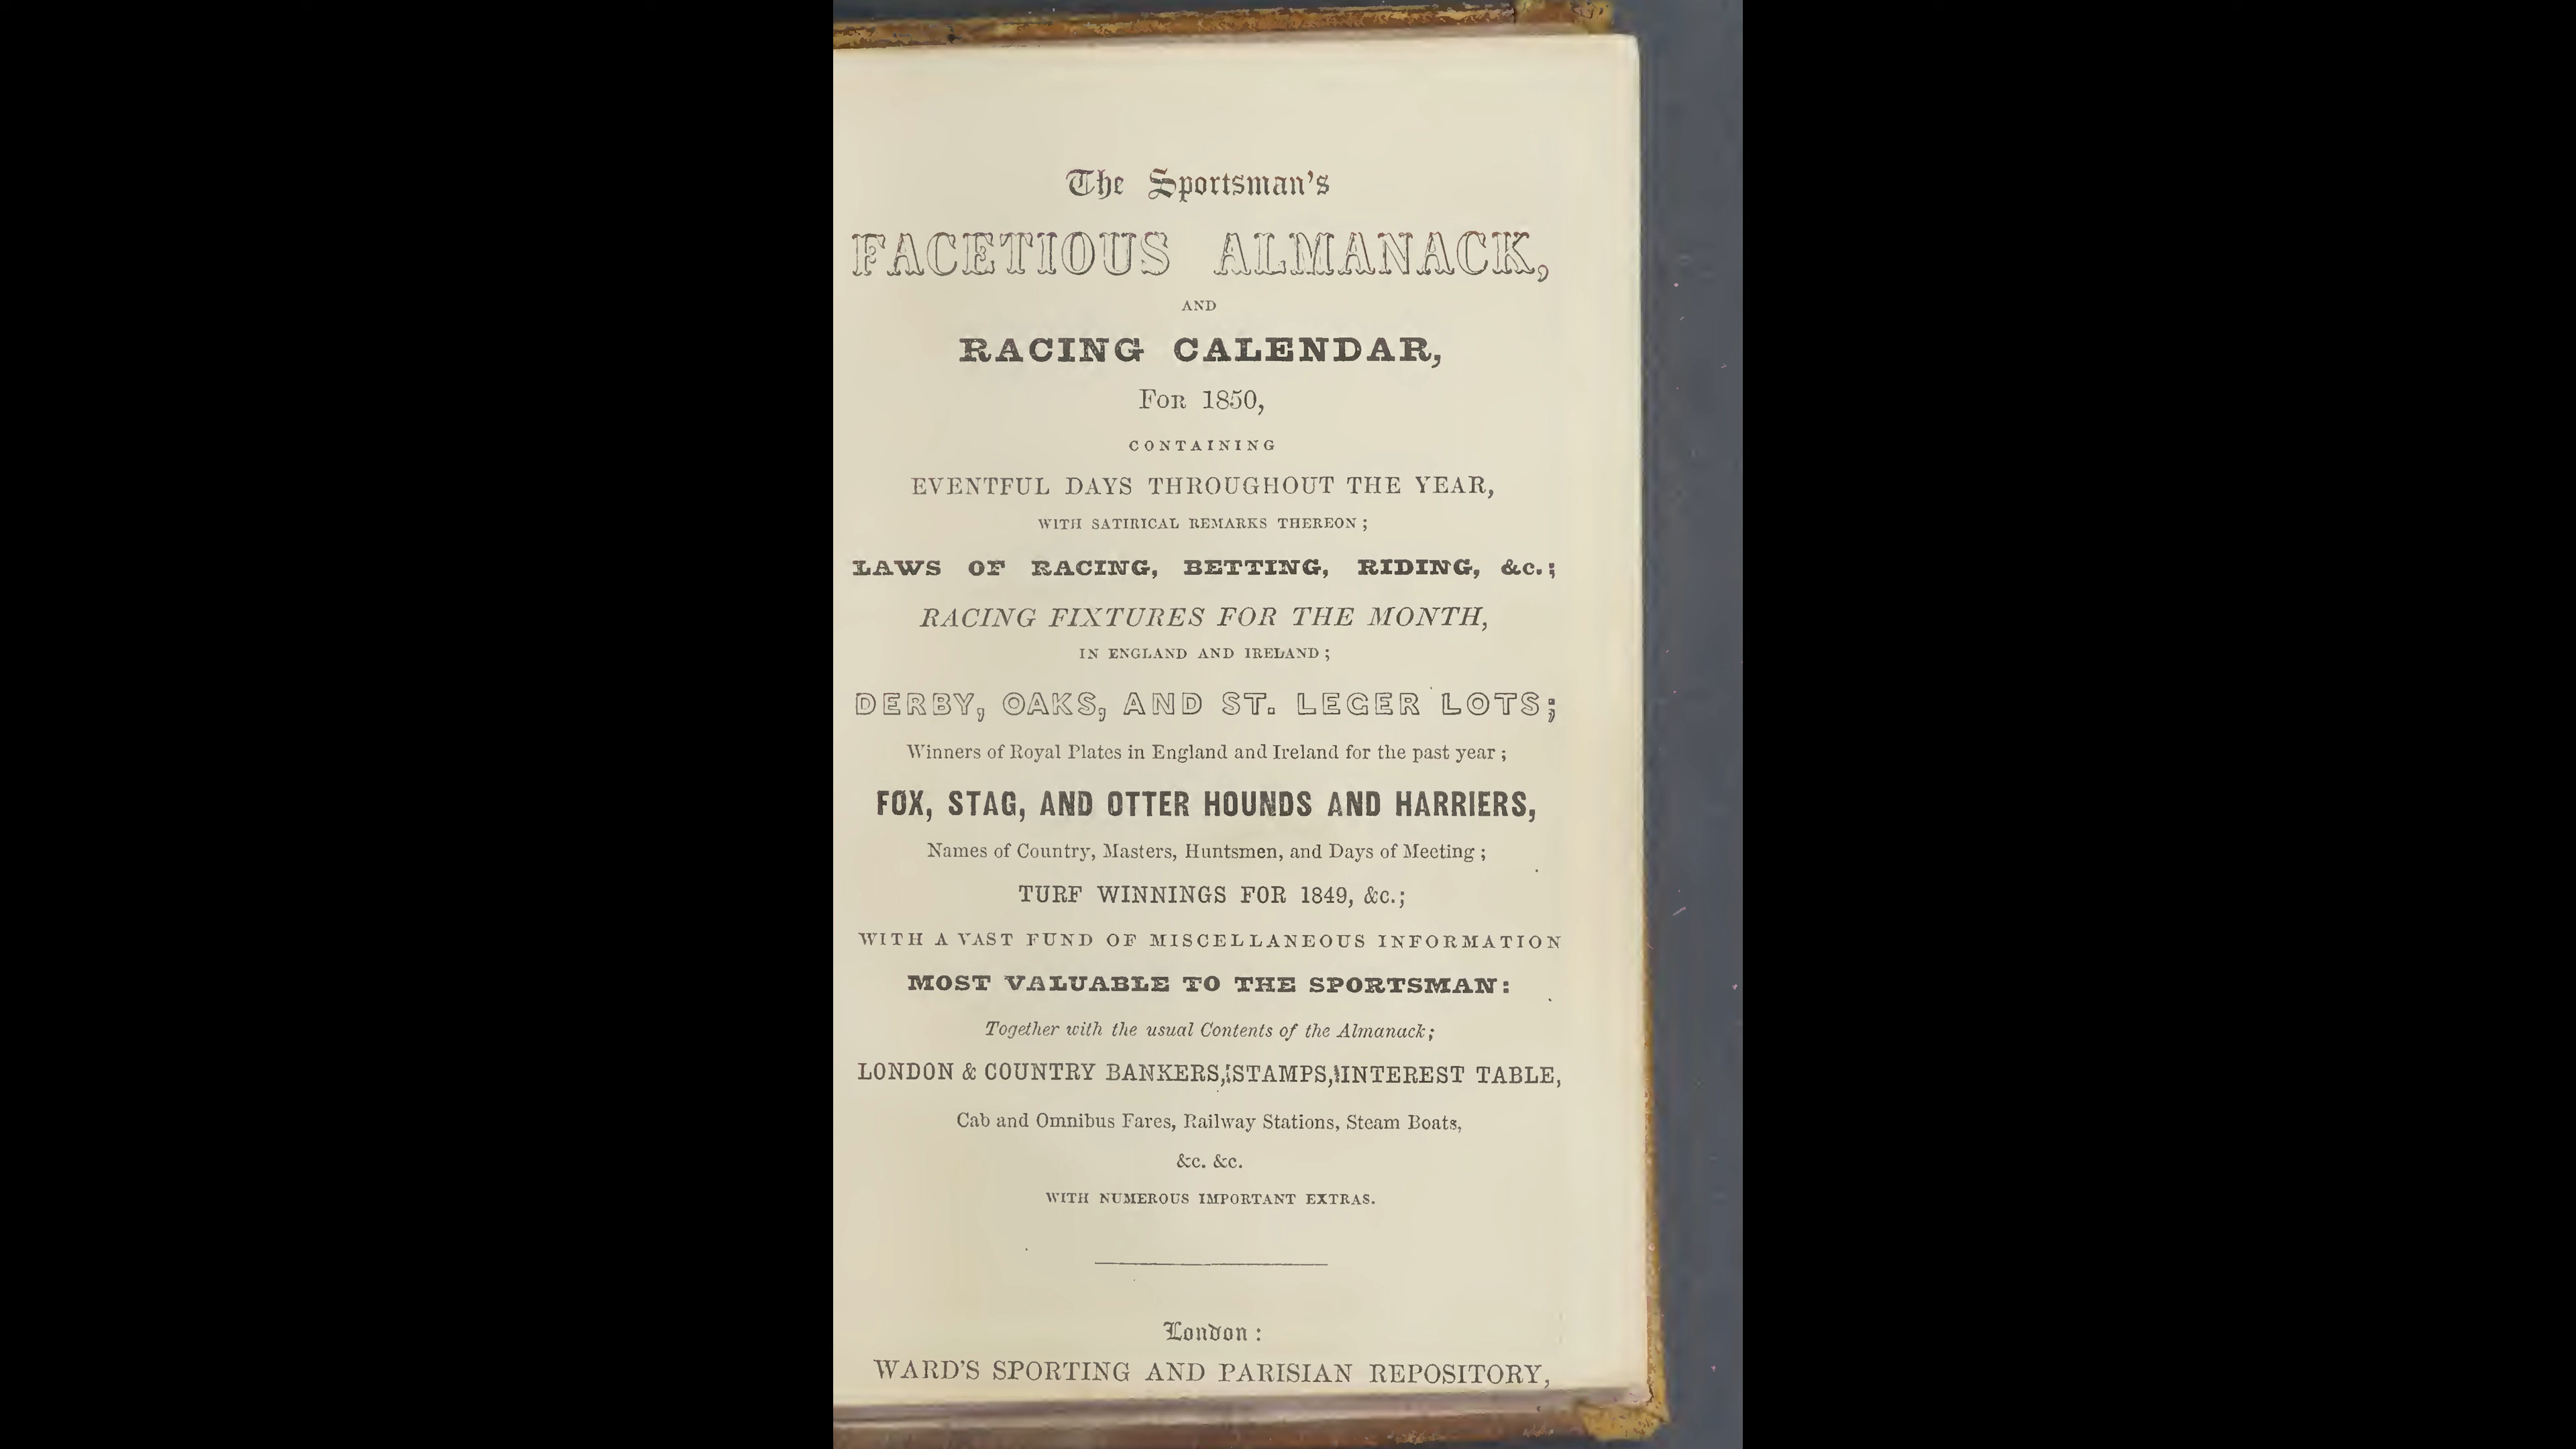 The Sportsman's
FACETIOUS ALMANACK,
AND
RACING CALENDAR,
FOR 1850,
CONTAINING
EVENTFUL DAYS THROUGHOUT THE YEAR,
WITH SATIRICAL REMARKS THEREON;
LAWS OF RACING, BETTING, RIDING, &c.;
RACING FIXTURES FOR THE MONTH,
IN ENGLAND AND IRELAND;
DERBY, OAKS, AND ST. LEGER LOTS;
Winners of Royal Plates in England and Ireland for the past year;
FOX, STAG, AND OTTER HOUNDS AND HARRIERS,
Names of Country, Masters, Huntsmen, and Days of Meeting;
TURF WINNINGS FOR 1849, &c.;
WITH A VAST FUND OF MISCELLANEOUS INFORMATION
MOST VALUABLE TO THE SPORTSMAN:
Together with the usual Contents of the Almanack;
LONDON & COUNTRY BANKERS, STAMPS, INTEREST TABLE,
Cab and Omnibus Fares, Railway Stations, Steam Boats,
&c. &c.
WITH NUMEROUS IMPORTANT EXTRAS.
London:
WARD'S SPORTING AND PARISIAN REPOSITORY,